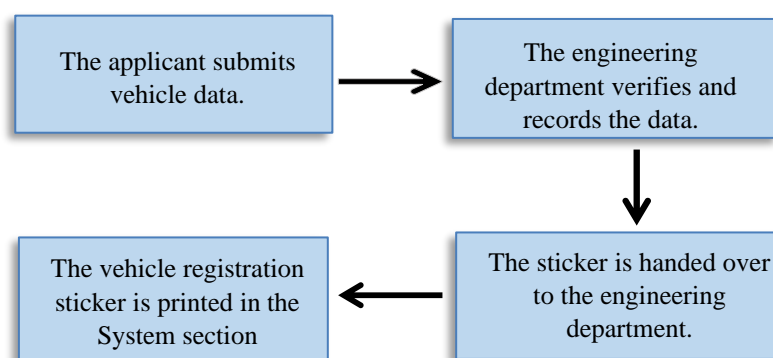 The applicant submits
vehicle data.
The engineering
department verifies and
records the data.
The sticker is handed over
to the engineering
department.
The vehicle registration
sticker is printed in the
System section